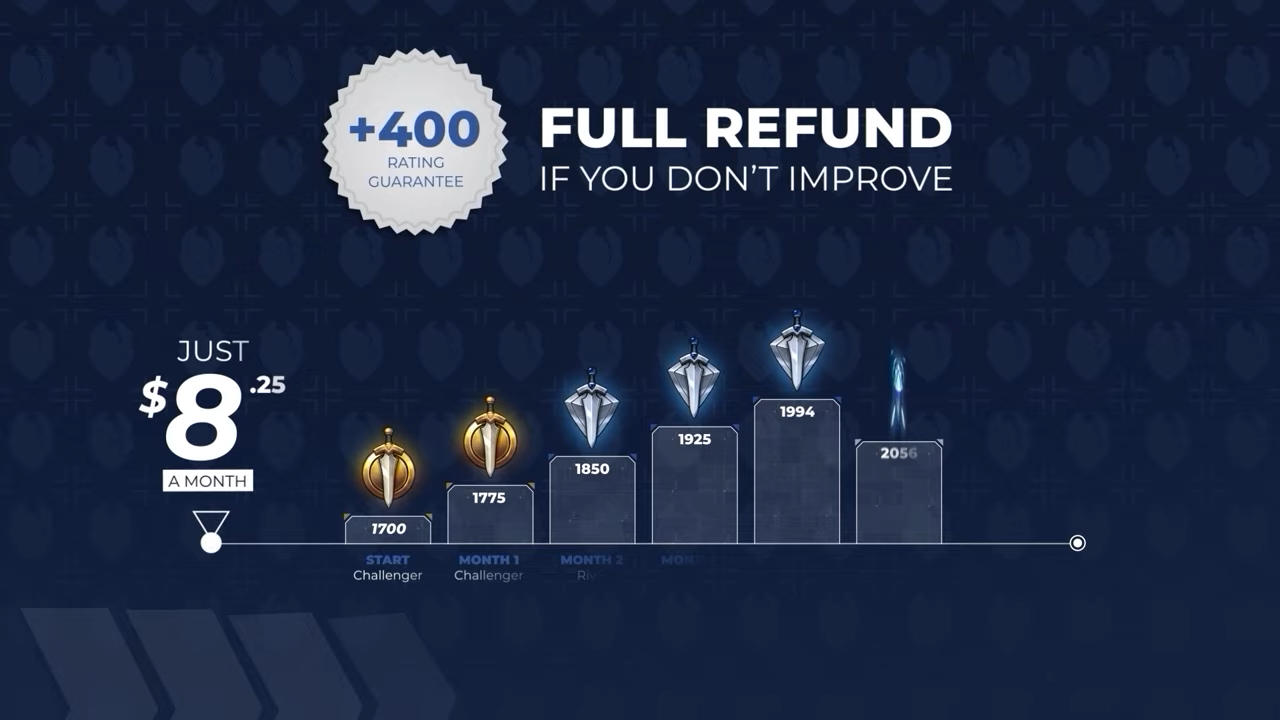 +400
RATING
GUARANTEE
FULL REFUND
IF YOU DON'T IMPROVE
JUST
$8.25
A MONTH
1700
1775
1850
1925
1994
2056
START
MONTH 1
MONTH 2
Challenger
Challenger